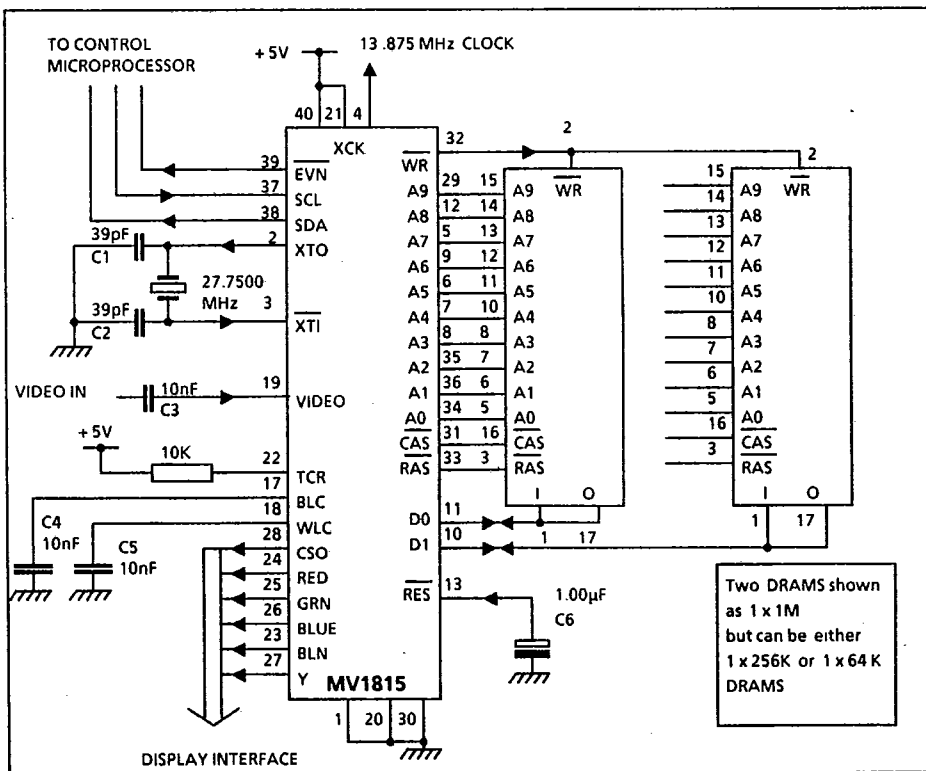 TO CONTROL
MICROPROCESSOR
+5V
13.875 MHz CLOCK
40 21 4
XCK
39 EVN
37 SCL
38 SDA
2 XTO
39pF
C1
27.7500
MHz
39pF
C2
3 XTI
VIDEO IN
10nF
C3
19 VIDEO
+5V
10K
22 TCR
17 BLC
18 WLC
C4
10nF
C5
10nF
28 CSO
24 RED
25 GRN
26 BLUE
23 BLN
27 Y
MV1815
1 20 30
DISPLAY INTERFACE
WR 32
A9 29
A8 12
A7 5
A6 9
A5 6
A4 7
A3 8
A2 35
A1 36
A0 34
CAS 31
RAS 33
D0 11
D1 10
RES 13
1.00µF
C6
2
WR
15 A9
14 A8
13 A7
12 A6
11 A5
10 A4
8 A3
7 A2
6 A1
5 A0
16 CAS
3 RAS
I O
1 17
2
WR
15 A9
14 A8
13 A7
12 A6
11 A5
10 A4
8 A3
7 A2
6 A1
5 A0
16 CAS
3 RAS
I O
1 17
Two DRAMS shown
as 1 x 1M
but can be either
1 x 256K or 1 x 64 K
DRAMS